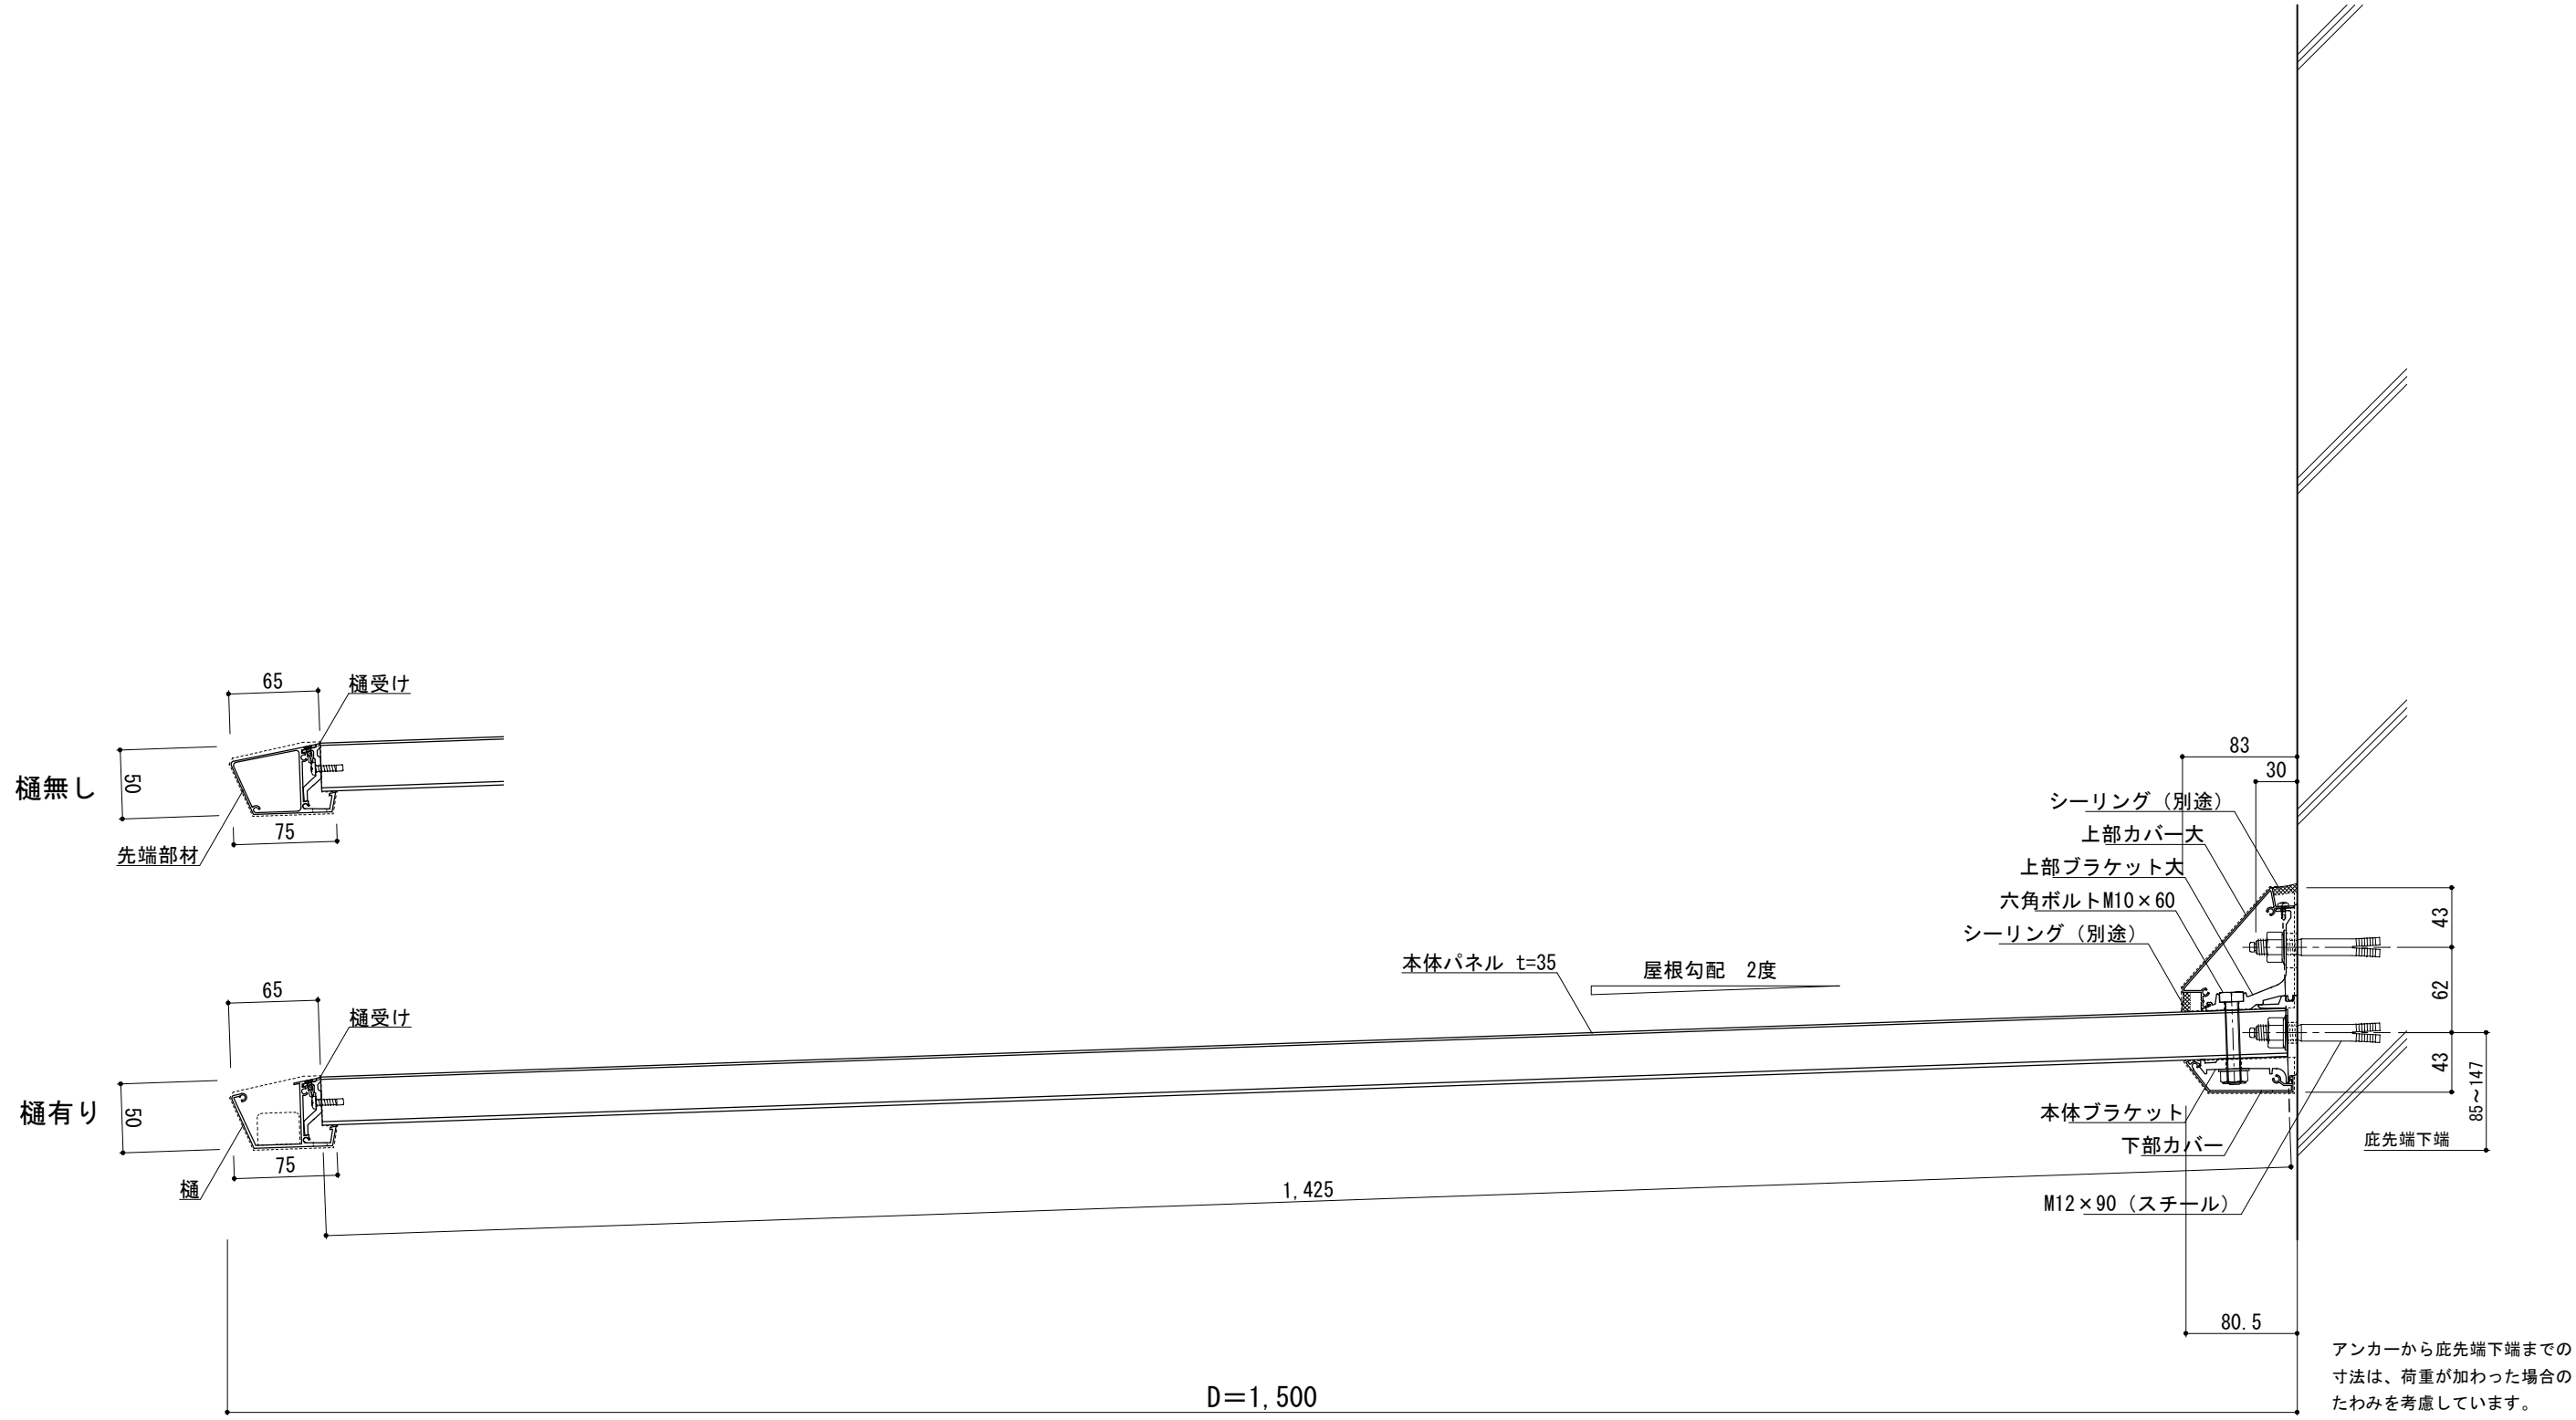 65
樋受け
樋無し
50
75
先端部材
83
30
シーリング（別途）
上部カバー大
上部ブラケット大
六角ボルトM10×60
シーリング（別途）
43
62
43
85~147
本体パネル t=35
屋根勾配 2度
65
樋受け
樋有り
50
75
樋
本体ブラケット
下部カバー
庇先端下端
1,425
M12×90（スチール）
80.5
D=1,500
アンカーから庇先端下端までの
寸法は、荷重が加わった場合の
たわみを考慮しています。